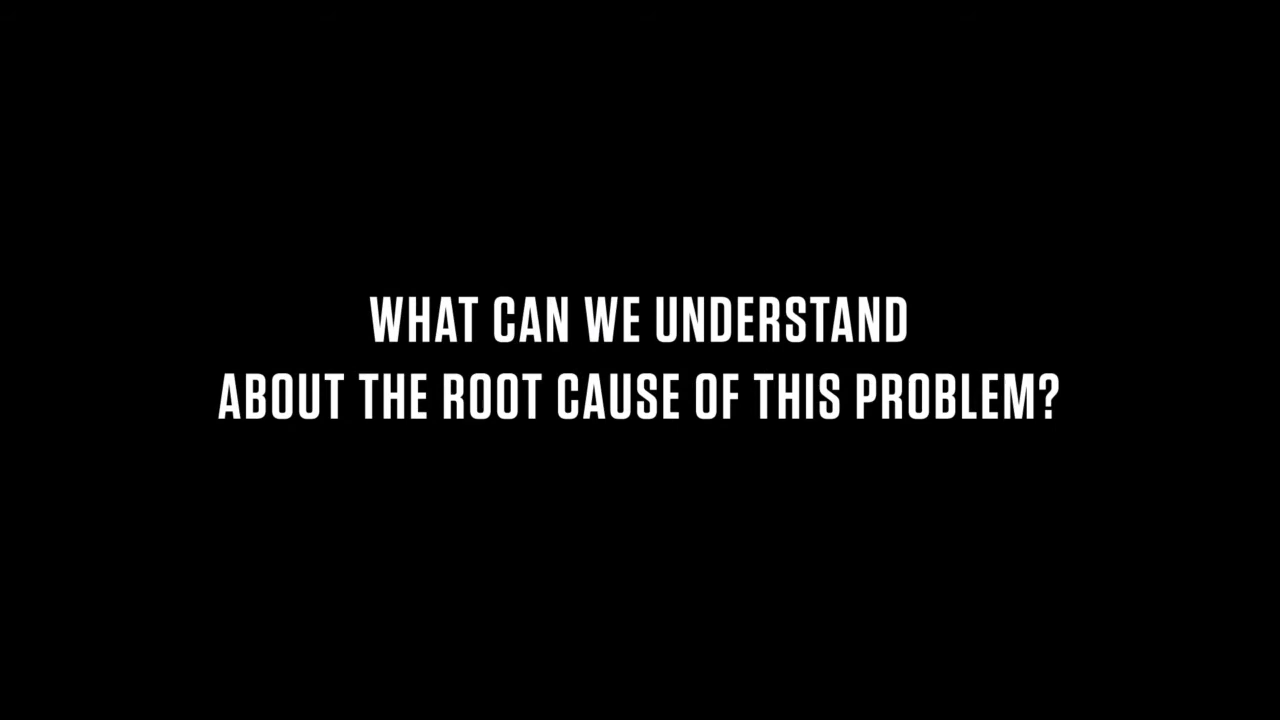 WHAT CAN WE UNDERSTAND
ABOUT THE ROOT CAUSE OF THIS PROBLEM?